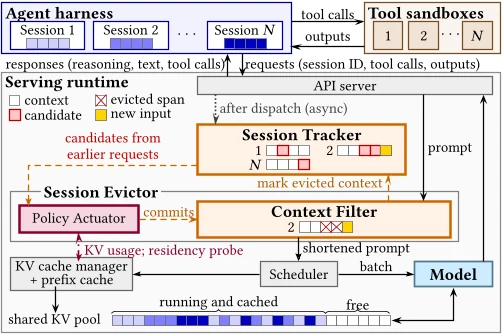 Agent harness
Session 1
Session 2
. . .
Session N
tool calls
outputs
Tool sandboxes
1
2
...
N
responses (reasoning, text, tool calls)
requests (session ID, tool calls, outputs)
Serving runtime
API server
context
evicted span
candidate
new input
after dispatch (async)
candidates from
earlier requests
Session Tracker
1
2
N
prompt
mark evicted context
Session Evictor
Policy Actuator
commits
Context Filter
2
KV usage; residency probe
shortened prompt
KV cache manager
+ prefix cache
Scheduler
batch
Model
running and cached
free
shared KV pool